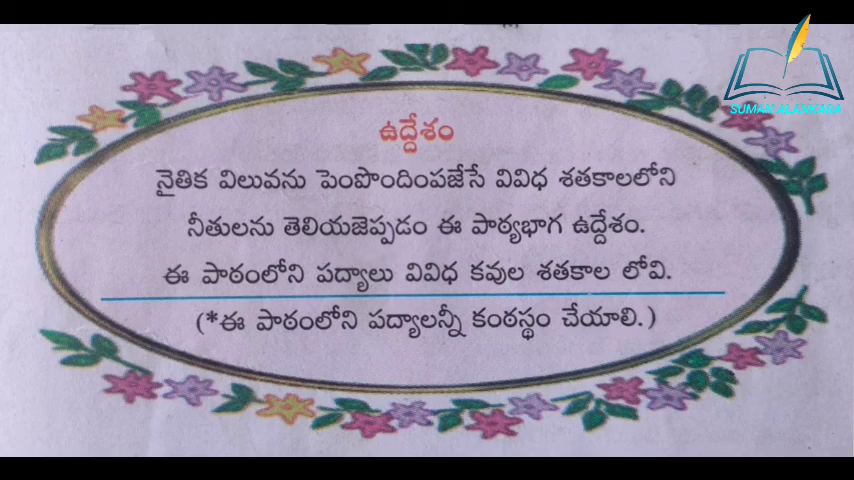 SUMAN ALANKARA
ఉద్దేశం
నైతిక విలువను పెంపొందింపజేసే వివిధ శతకాలలోని
నీతులను తెలియజెప్పడం ఈ పాఠ్యభాగ ఉద్దేశం.
ఈ పాఠంలోని పద్యాలు వివిధ కవుల శతకాల లోవి.
(*ఈ పాఠంలోని పద్యాలన్నీ కంఠస్థం చేయాలి.)